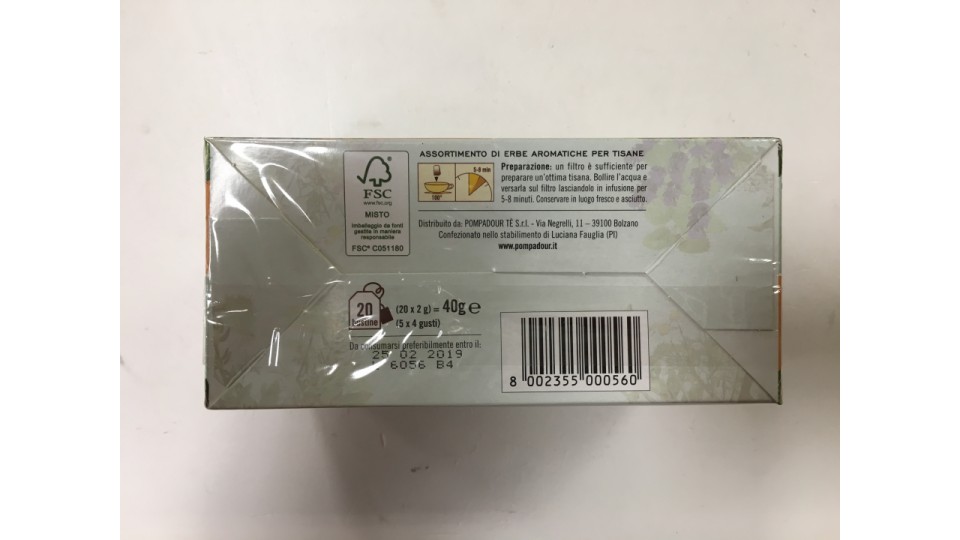 FSC
www.fsc.org
MISTO
Imballaggio da fonti
gestite in maniera
responsabile
FSC® C051180
ASSORTIMENTO DI ERBE AROMATICHE PER TISANE
5-8 min
100°
Preparazione: un filtro è sufficiente per
preparare un'ottima tisana. Bollire l'acqua e
versarla sul filtro lasciandolo in infusione per
5-8 minuti. Conservare in luogo fresco e asciutto.
Distribuito da: POMPADOUR TÈ S.r.l. - Via Negrelli, 11 – 39100 Bolzano
Confezionato nello stabilimento di Luciana Fauglia (PI)
www.pompadour.it
20
bustine
(20 x 2 g) = 40g e
(5 x 4 gusti)
Da consumarsi preferibilmente entro il:
25 02 2019
6056 B4
8 002355 000560